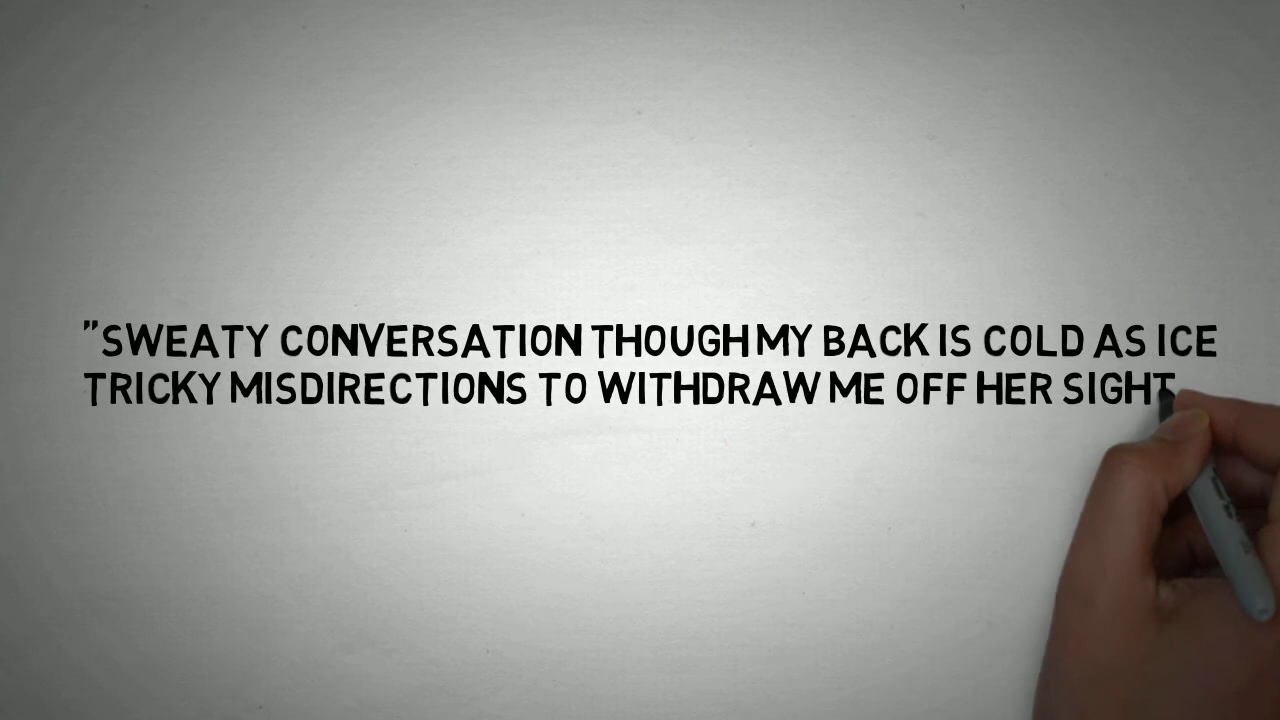 "SWEATY CONVERSATION THOUGH MY BACK IS COLD AS ICE
TRICKY MISDIRECTIONS TO WITHDRAW ME OFF HER SIGHT